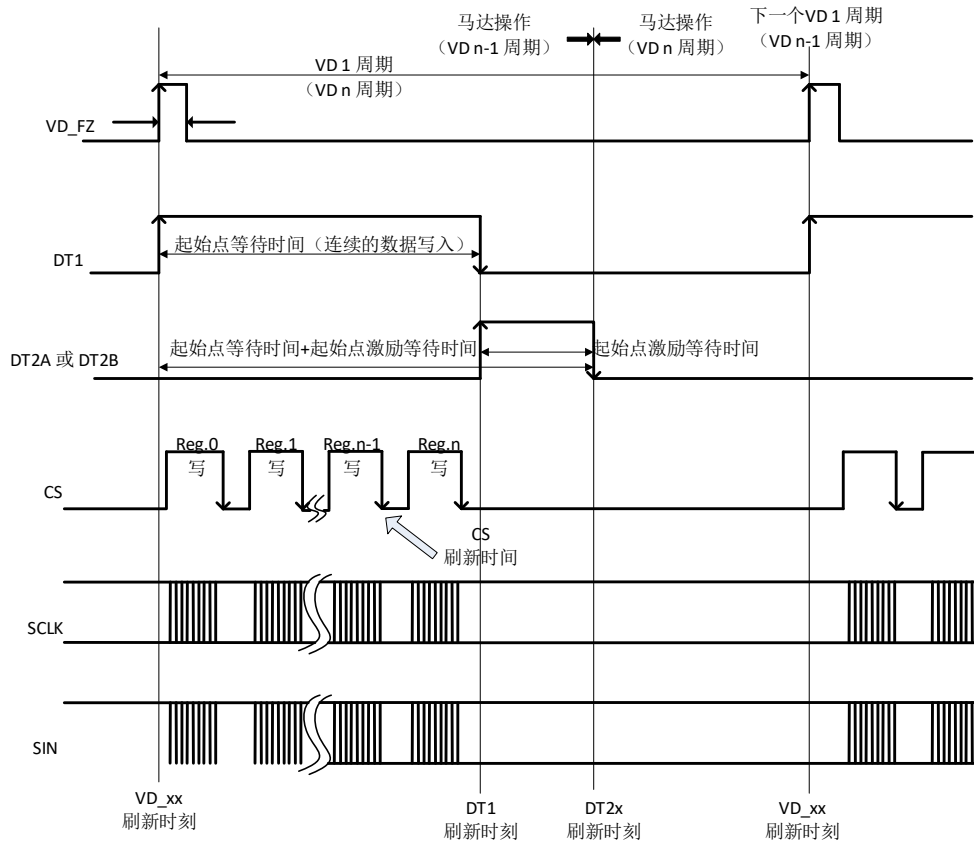 马达操作
（VD n-1 周期）
马达操作
（VD n 周期）
下一个VD 1 周期
（VD n-1 周期）
VD 1 周期
（VD n 周期）
VD_FZ
起始点等待时间（连续的数据写入）
DT1
起始点等待时间+起始点激励等待时间
起始点激励等待时间
DT2A 或 DT2B
Reg.0
写
Reg.1
写
Reg.n-1
写
Reg.n
写
CS
CS
刷新时间
SCLK
SIN
VD_xx
刷新时刻
DT1
刷新时刻
DT2x
刷新时刻
VD_xx
刷新时刻